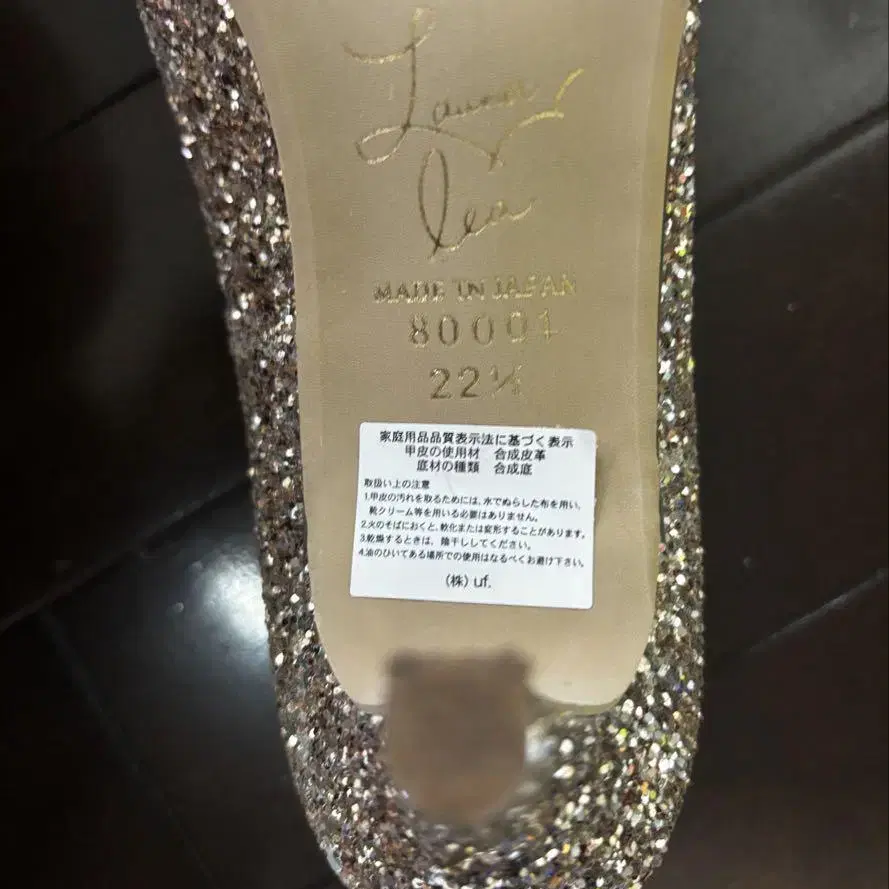 Lauren
lea
MADE IN JAPAN
80001
22½
家庭用品品質表示法に基づく表示
甲皮の使用材　合成皮革
底材の種類　合成底
取扱い上の注意
1.甲皮の汚れを取るためには、水でぬらした布を用い、
靴クリーム等を用いる必要はありません。
2.火のそばにおくと、軟化または変形することがあります。
3.乾燥するときは、陰干ししてください。
4.油のひいてある場所での使用はなるべくお避け下さい。
(株) uf.